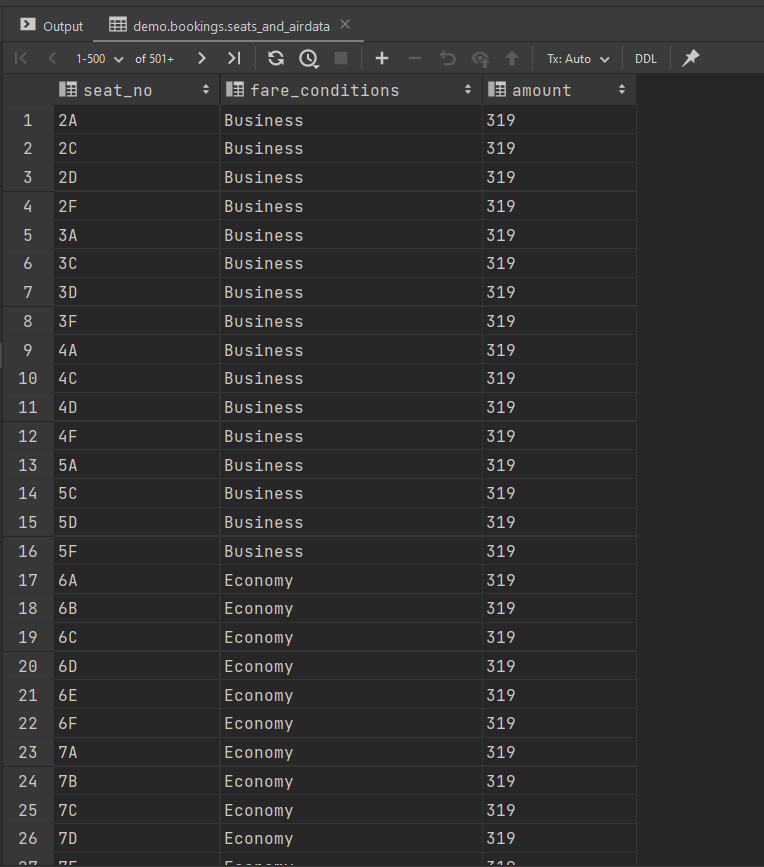 Output demo.bookings.seats_and_airdata
1-500 of 501+ Tx: Auto DDL
seat_no fare_conditions amount
1 2A Business 319
2 2C Business 319
3 2D Business 319
4 2F Business 319
5 3A Business 319
6 3C Business 319
7 3D Business 319
8 3F Business 319
9 4A Business 319
10 4C Business 319
11 4D Business 319
12 4F Business 319
13 5A Business 319
14 5C Business 319
15 5D Business 319
16 5F Business 319
17 6A Economy 319
18 6B Economy 319
19 6C Economy 319
20 6D Economy 319
21 6E Economy 319
22 6F Economy 319
23 7A Economy 319
24 7B Economy 319
25 7C Economy 319
26 7D Economy 319
27 7E Economy 319